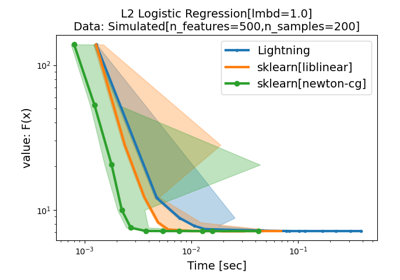 L2 Logistic Regression[lmbd=1.0]
Data: Simulated[n_features=500,n_samples=200]
Lightning
sklearn[liblinear]
sklearn[newton-cg]
value: F(x)
10²
10¹
10⁻³
10⁻²
10⁻¹
Time [sec]